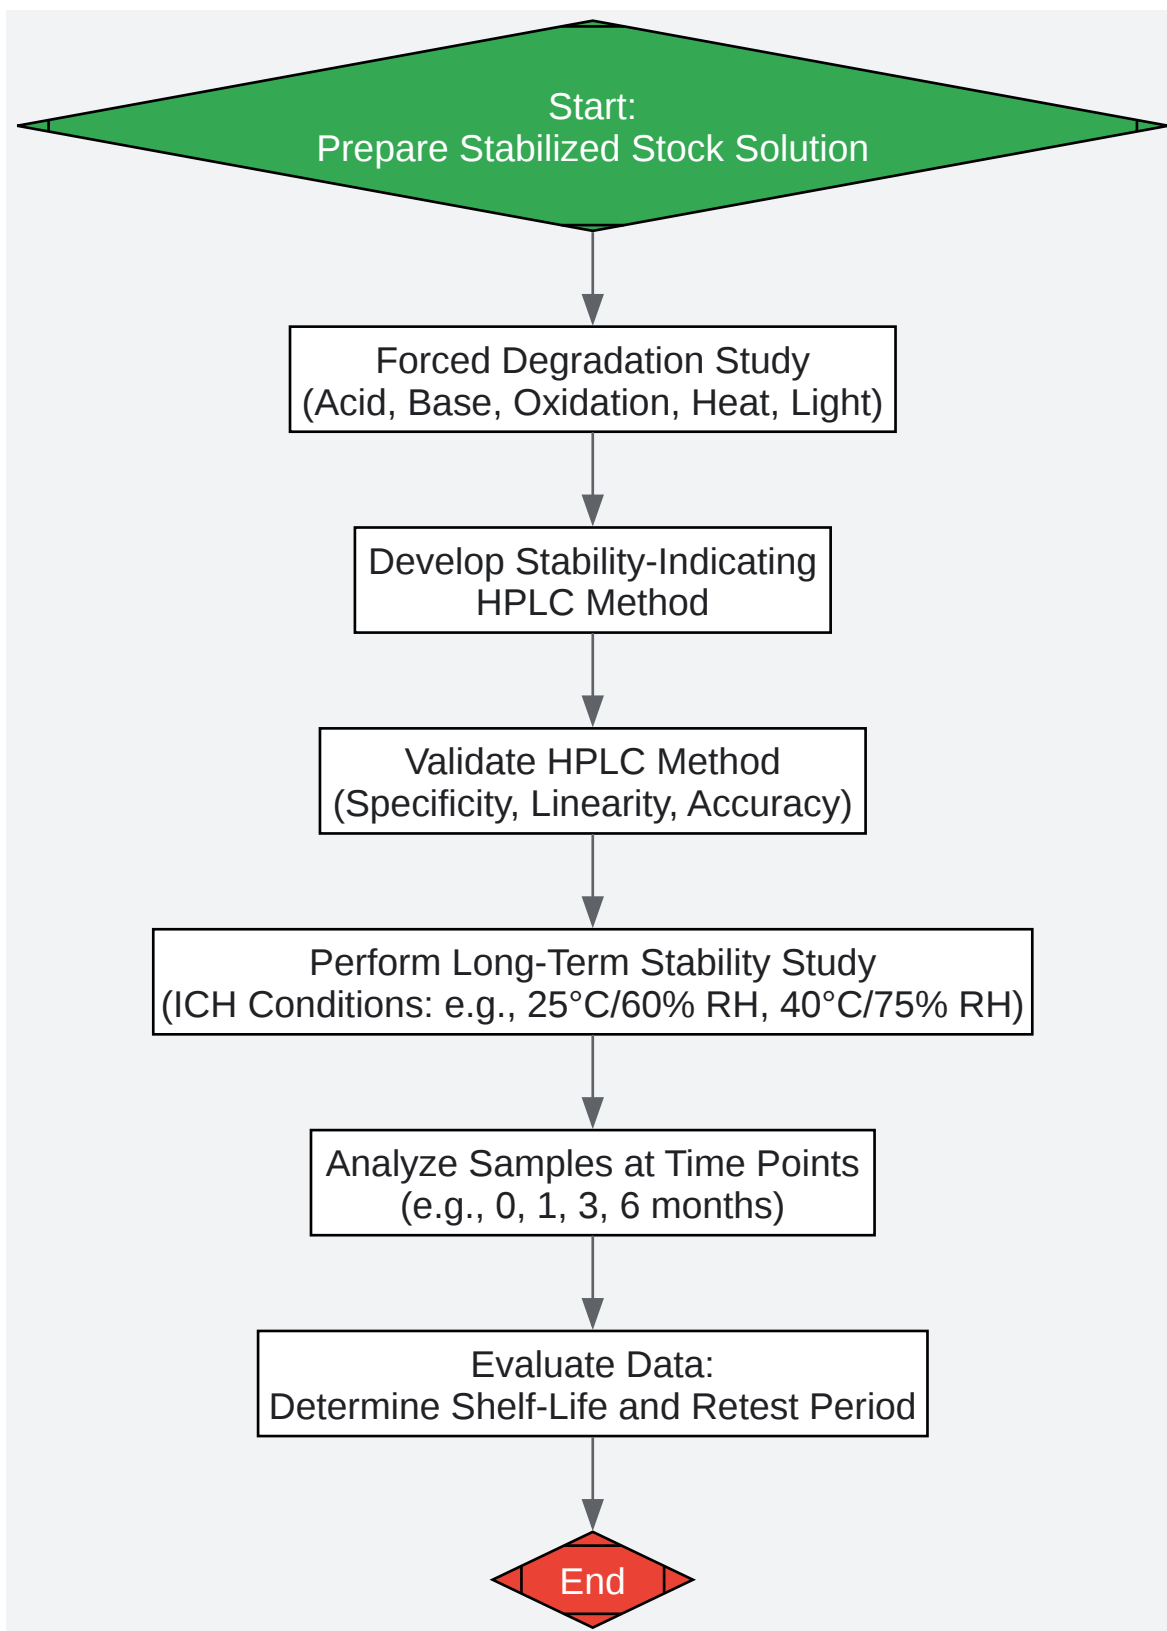 Start:
Prepare Stabilized Stock Solution
Forced Degradation Study
(Acid, Base, Oxidation, Heat, Light)
Develop Stability-Indicating
HPLC Method
Validate HPLC Method
(Specificity, Linearity, Accuracy)
Perform Long-Term Stability Study
(ICH Conditions: e.g., 25°C/60% RH, 40°C/75% RH)
Analyze Samples at Time Points
(e.g., 0, 1, 3, 6 months)
Evaluate Data:
Determine Shelf-Life and Retest Period
End